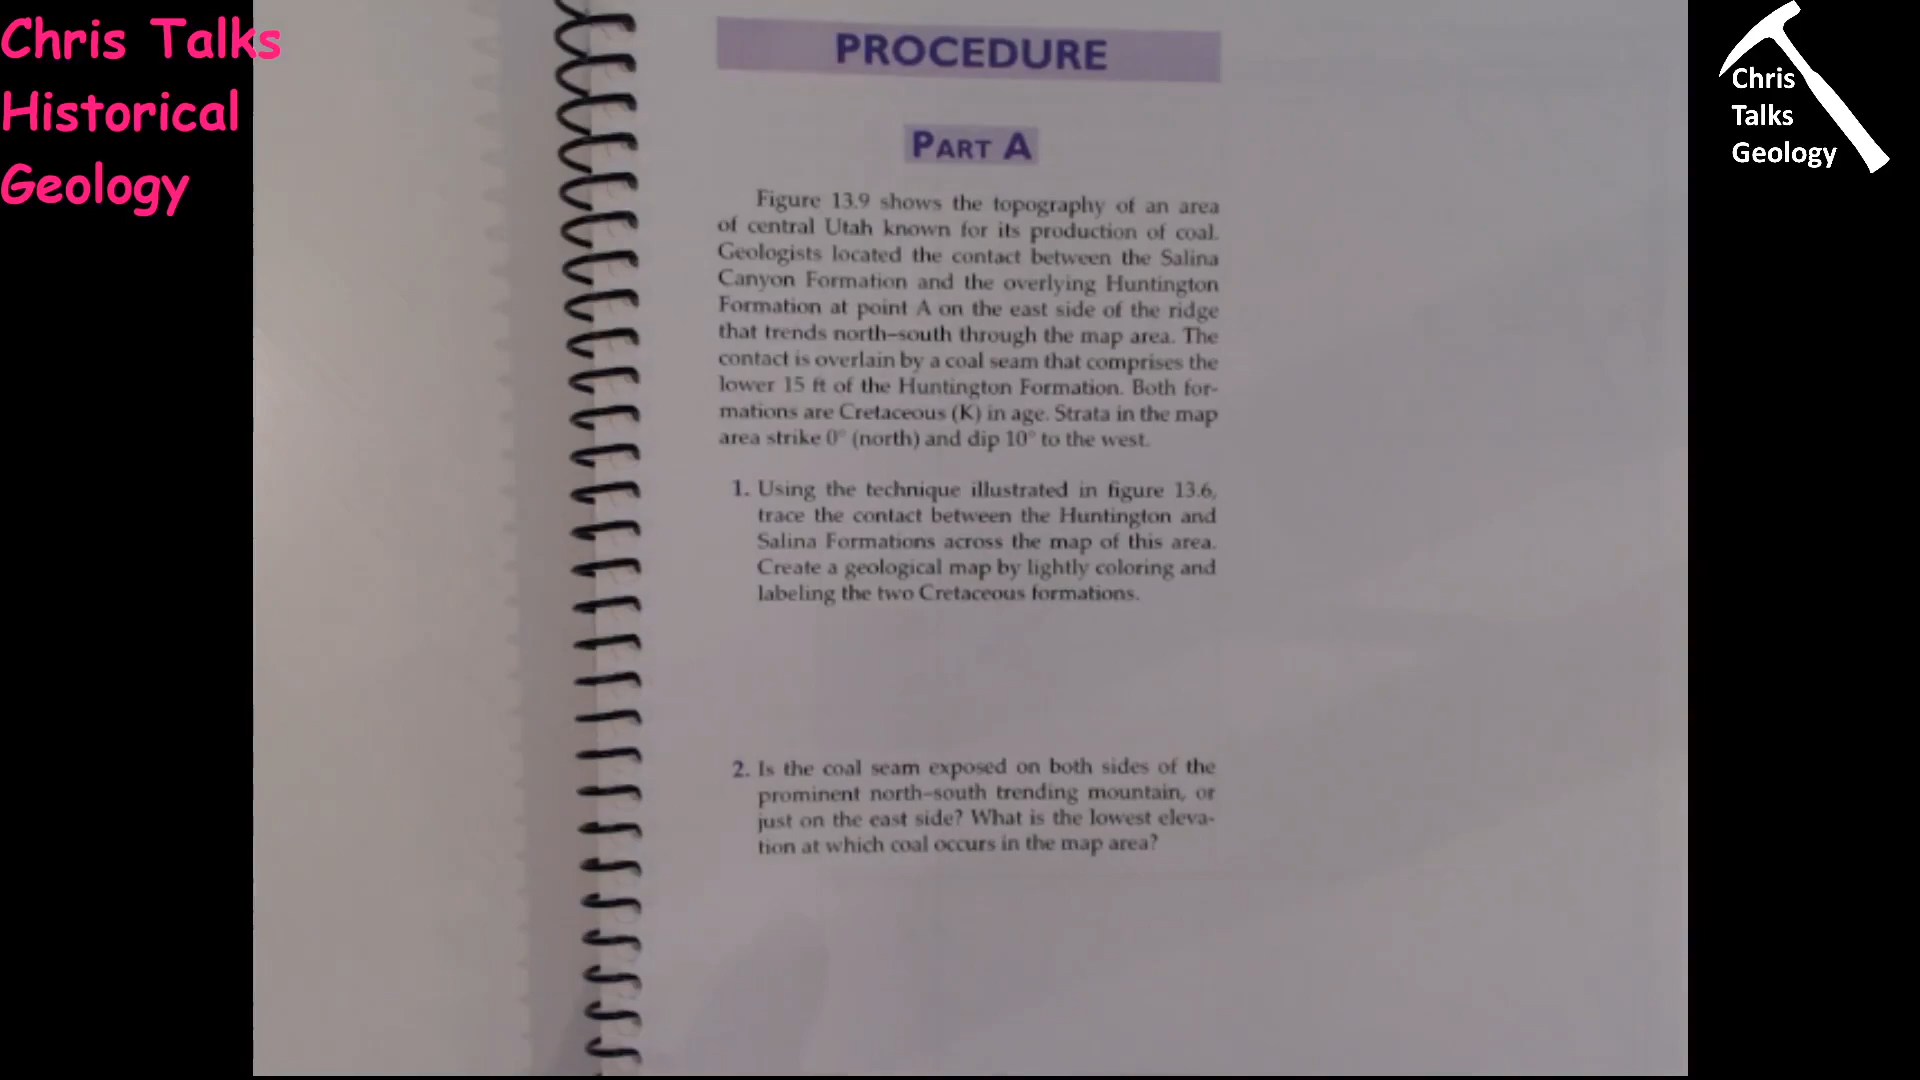 Chris Talks
Historical
Geology
Chris
Talks
Geology
PROCEDURE
PART A
Figure 13.9 shows the topography of an area
of central Utah known for its production of coal.
Geologists located the contact between the Salina
Canyon Formation and the overlying Huntington
Formation at point A on the east side of the ridge
that trends north–south through the map area. The
contact is overlain by a coal seam that comprises the
lower 15 ft of the Huntington Formation. Both for-
mations are Cretaceous (K) in age. Strata in the map
area strike 0° (north) and dip 10° to the west.
1. Using the technique illustrated in figure 13.6,
trace the contact between the Huntington and
Salina Formations across the map of this area.
Create a geological map by lightly coloring and
labeling the two Cretaceous formations.
2. Is the coal seam exposed on both sides of the
prominent north–south trending mountain, or
just on the east side? What is the lowest eleva-
tion at which coal occurs in the map area?